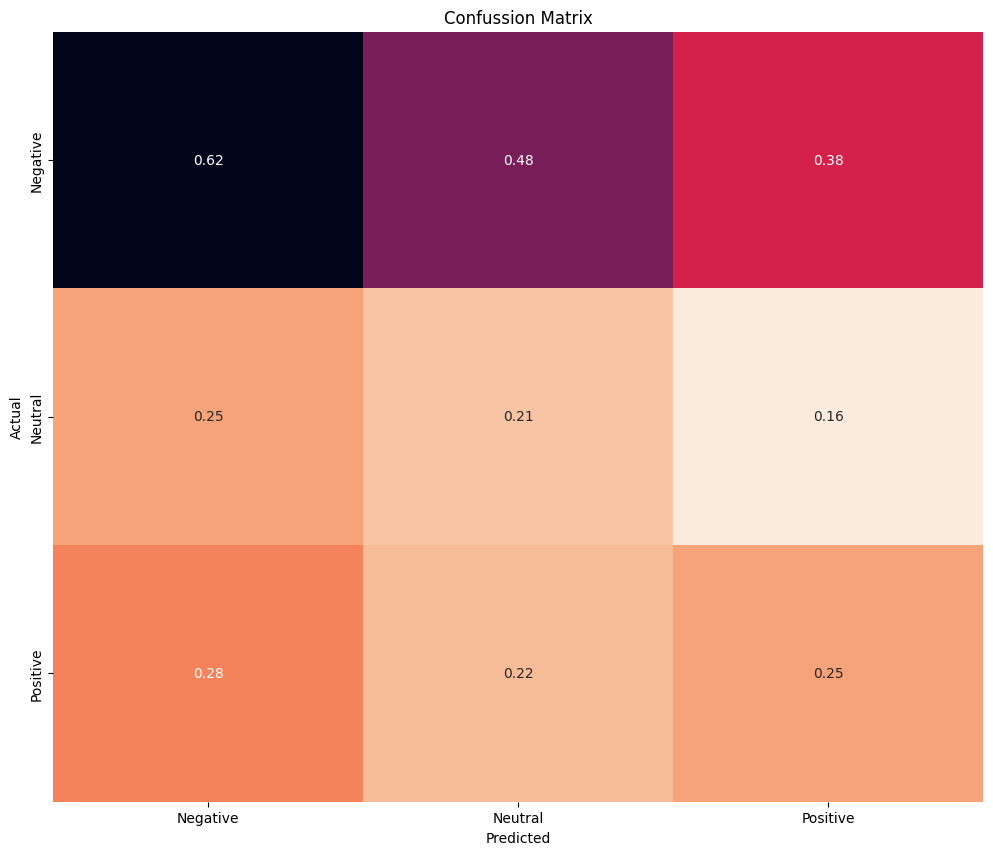 Confussion Matrix
Negative
0.62
0.48
0.38
Actual
Neutral
0.25
0.21
0.16
Positive
0.28
0.22
0.25
Negative
Neutral
Positive
Predicted